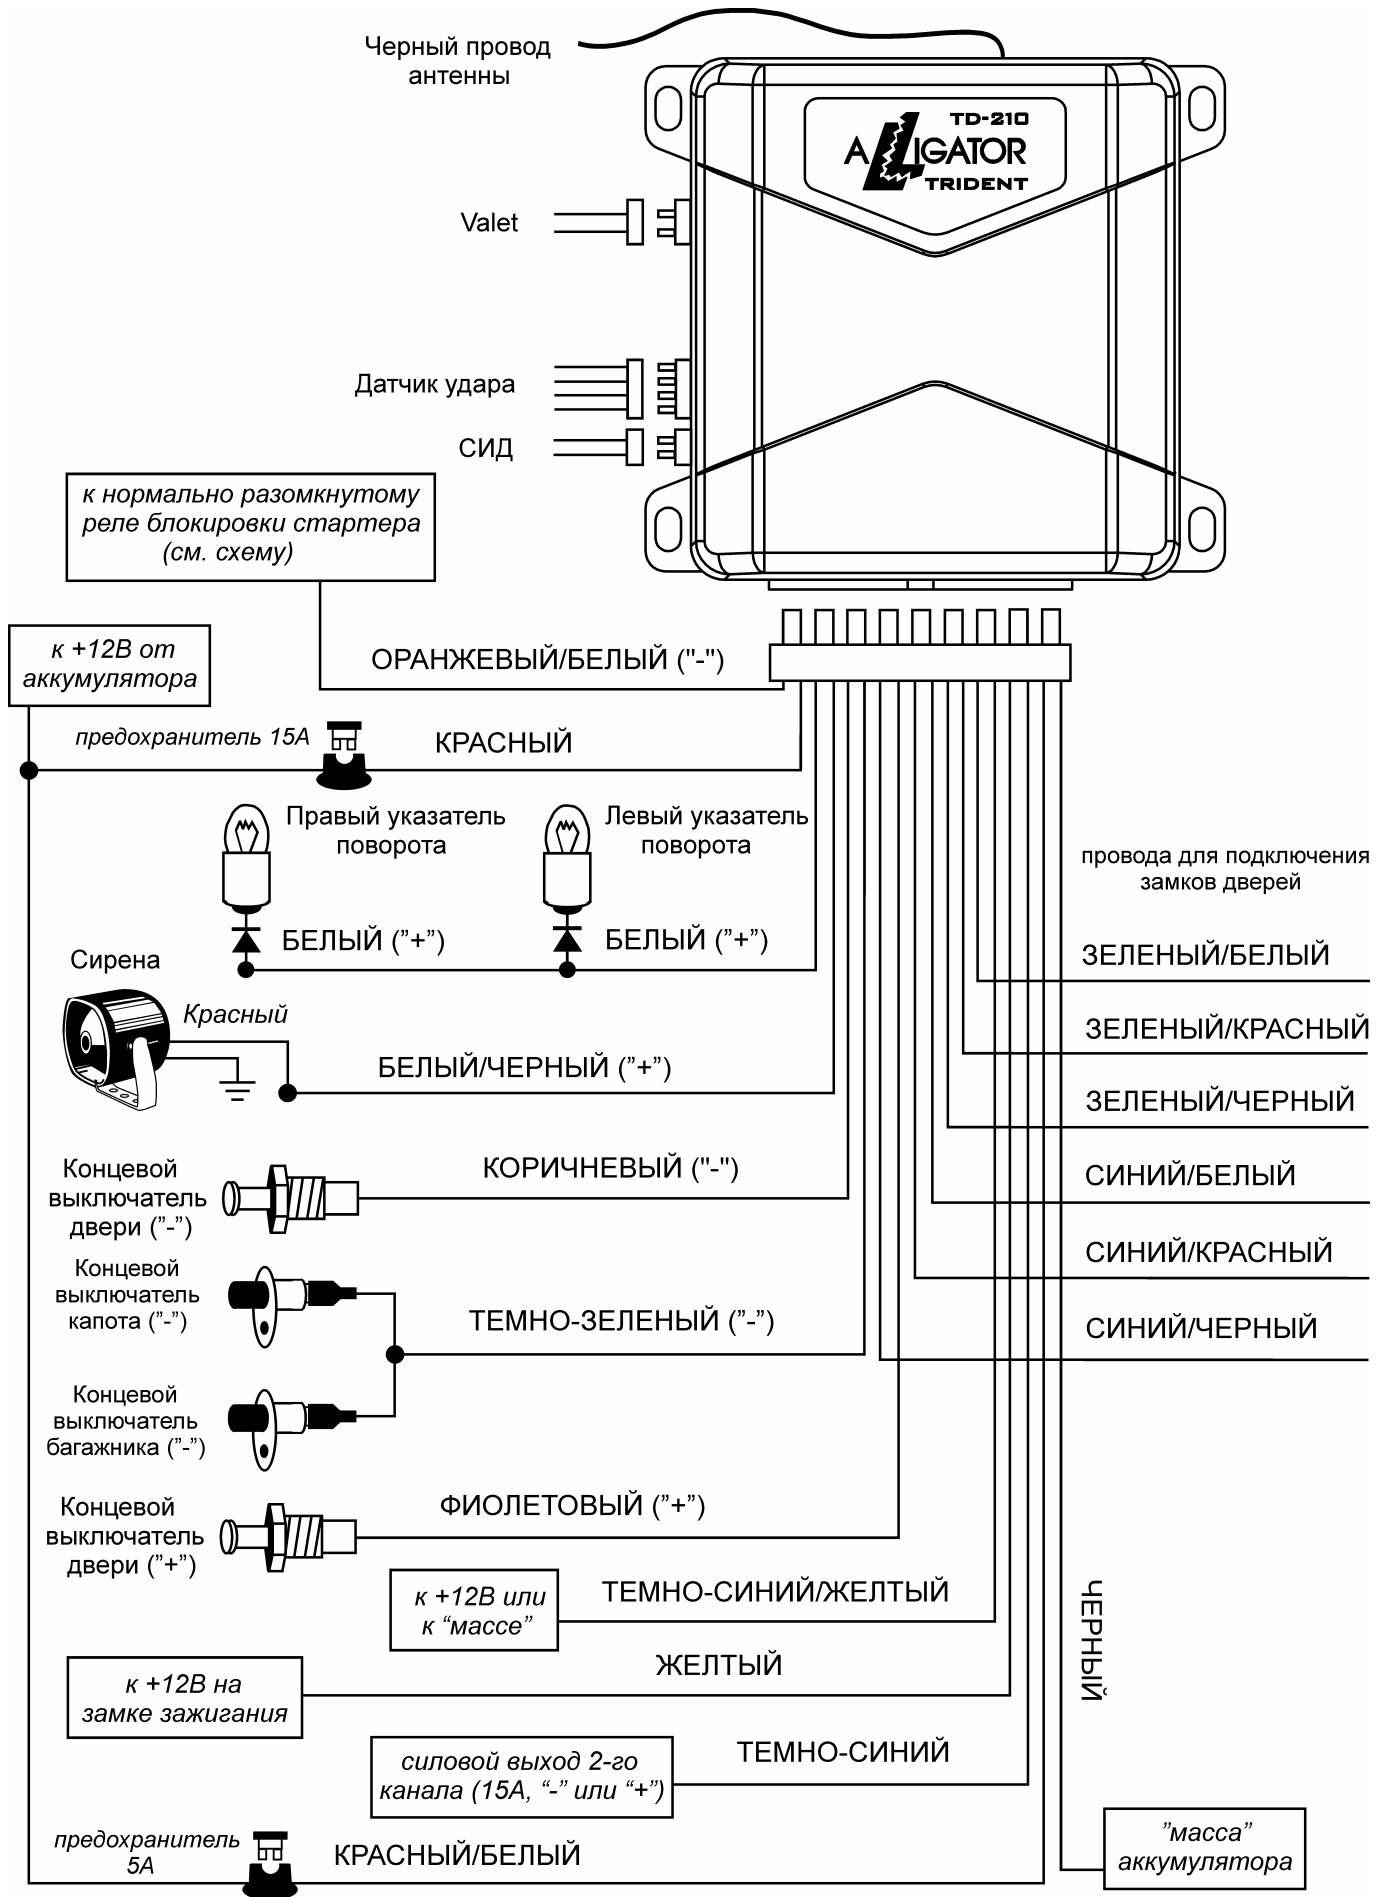 Черный провод
антенны
TD-210
ALLIGATOR
TRIDENT
Valet
Датчик удара
СИД
к нормально разомкнутому
реле блокировки стартера
(см. схему)
к +12В от
аккумулятора
ОРАНЖЕВЫЙ/БЕЛЫЙ ("-")
предохранитель 15А
КРАСНЫЙ
Правый указатель
поворота
Левый указатель
поворота
провода для подключения
замков дверей
БЕЛЫЙ ("+")
БЕЛЫЙ ("+")
ЗЕЛЕНЫЙ/БЕЛЫЙ
Сирена
Красный
ЗЕЛЕНЫЙ/КРАСНЫЙ
БЕЛЫЙ/ЧЕРНЫЙ ("+")
ЗЕЛЕНЫЙ/ЧЕРНЫЙ
Концевой
выключатель
двери ("-")
КОРИЧНЕВЫЙ ("-")
СИНИЙ/БЕЛЫЙ
Концевой
выключатель
капота ("-")
СИНИЙ/КРАСНЫЙ
ТЕМНО-ЗЕЛЕНЫЙ ("-")
СИНИЙ/ЧЕРНЫЙ
Концевой
выключатель
багажника ("-")
Концевой
выключатель
двери ("+")
ФИОЛЕТОВЫЙ ("+")
к +12В или
к “массе”
ТЕМНО-СИНИЙ/ЖЕЛТЫЙ
ЧЕРНЫЙ
к +12В на
замке зажигания
ЖЕЛТЫЙ
силовой выход 2-го
канала (15А, “-” или “+”)
ТЕМНО-СИНИЙ
предохранитель
5А
КРАСНЫЙ/БЕЛЫЙ
”масса”
аккумулятора